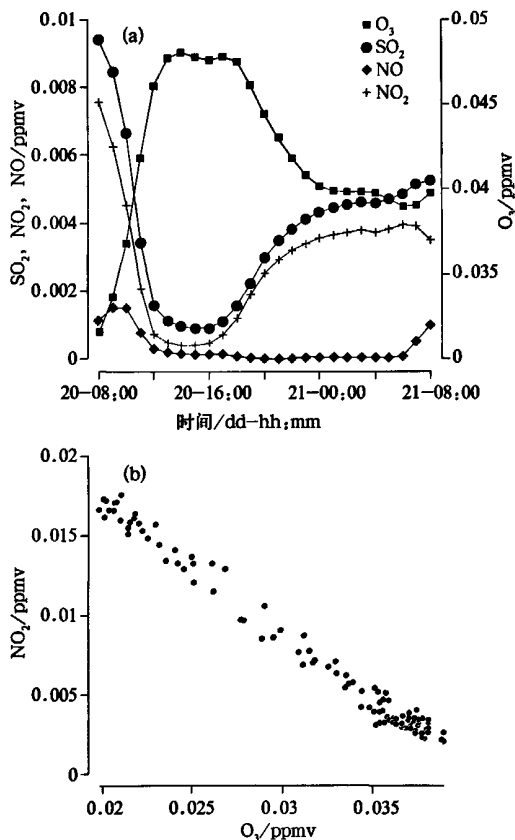 (a)
O₃
SO₂
NO
NO₂
0.01
0.008
0.006
0.004
0.002
0
SO₂, NO₂, NO/ppmv
0.05
0.045
0.04
0.035
0
O₃/ppmv
20-08:00
20-16:00
21-00:00
21-08:00
时间/dd-hh:mm
(b)
0.02
0.015
0.01
0.005
0
NO₂/ppmv
0.02
0.025
0.03
0.035
O₃/ppmv